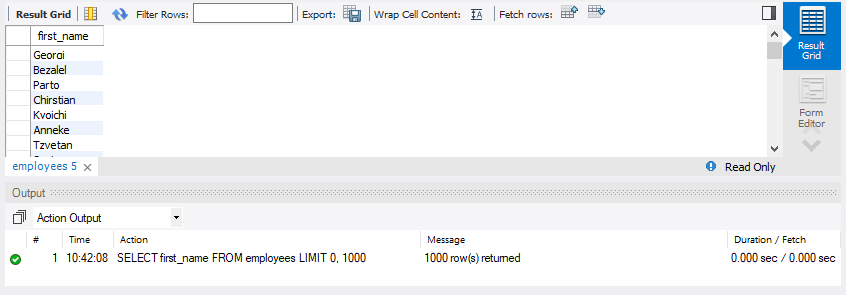 Result Grid Filter Rows: Export: Wrap Cell Content: IA Fetch rows:
first_name
Georgi
Bezalel
Parto
Chirstian
Kyoichi
Anneke
Tzvetan
Result
Grid
Form
Editor
employees 5 Read Only
Output
Action Output
# Time Action Message Duration / Fetch
1 10:42:08 SELECT first_name FROM employees LIMIT 0, 1000 1000 row(s) returned 0.000 sec / 0.000 sec